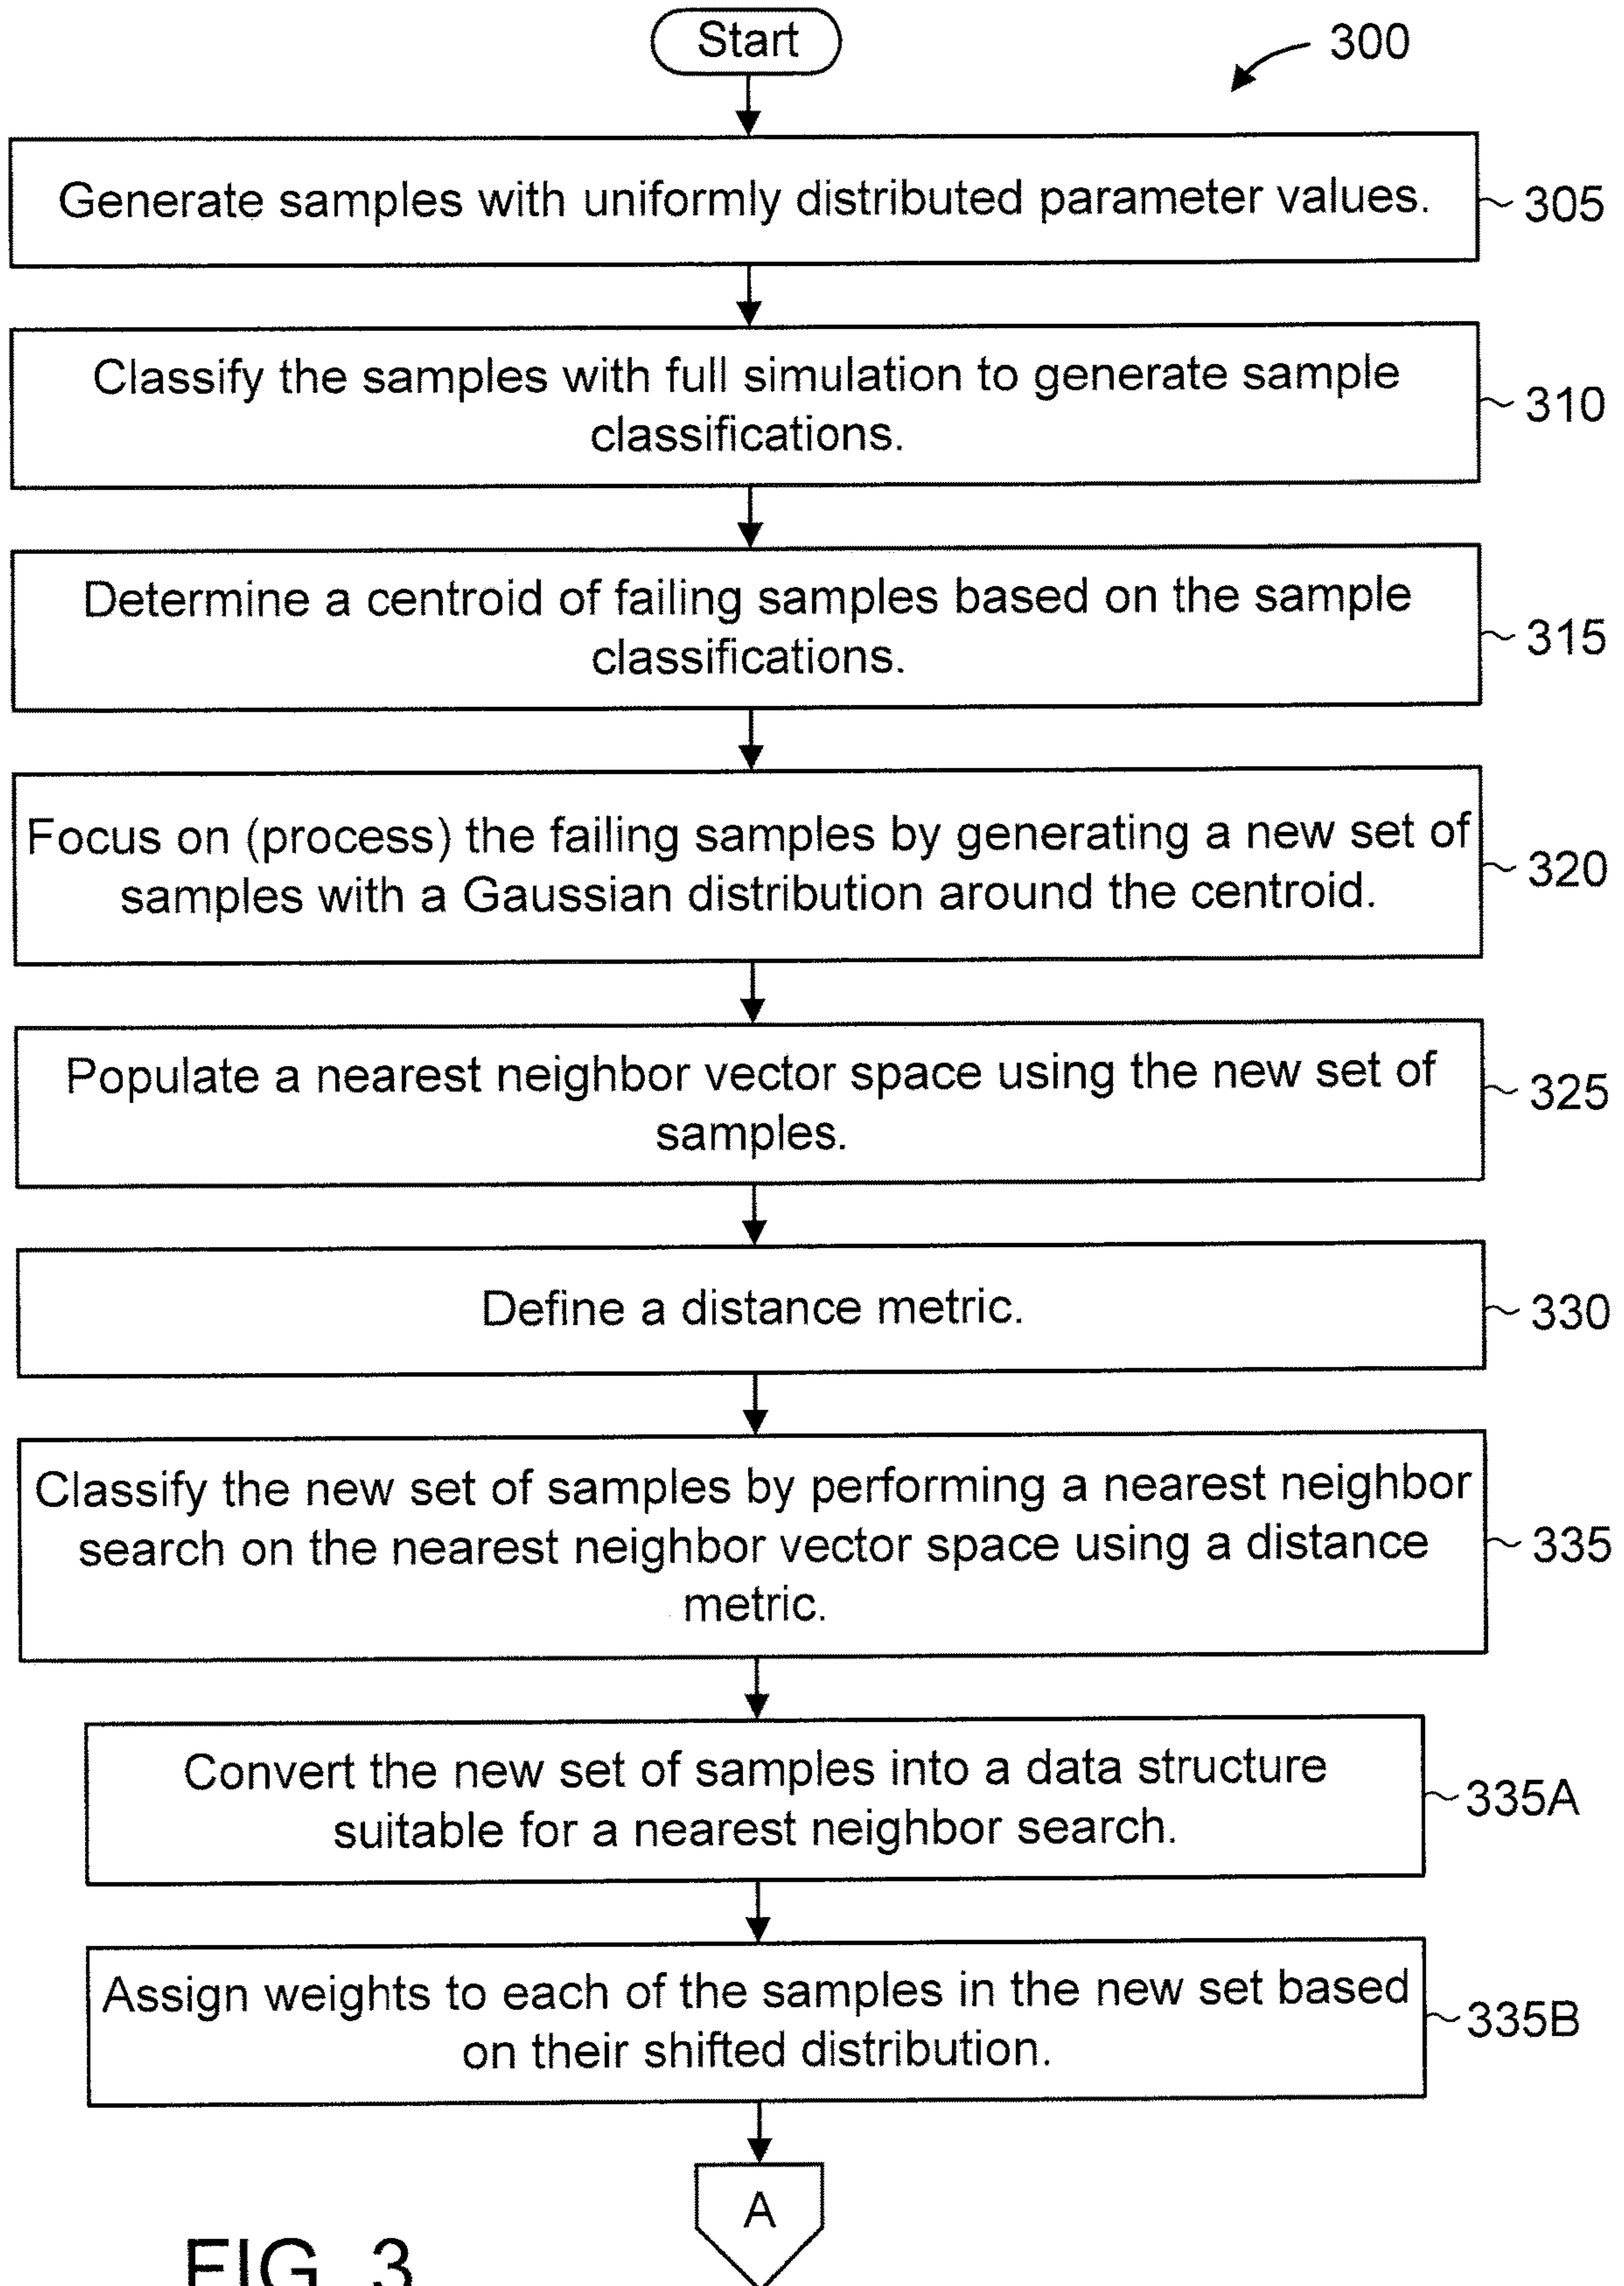 Start
300
Generate samples with uniformly distributed parameter values.
305
Classify the samples with full simulation to generate sample
classifications.
310
Determine a centroid of failing samples based on the sample
classifications.
315
Focus on (process) the failing samples by generating a new set of
samples with a Gaussian distribution around the centroid.
320
Populate a nearest neighbor vector space using the new set of
samples.
325
Define a distance metric.
330
Classify the new set of samples by performing a nearest neighbor
search on the nearest neighbor vector space using a distance
metric.
335
Convert the new set of samples into a data structure
suitable for a nearest neighbor search.
335A
Assign weights to each of the samples in the new set based
on their shifted distribution.
335B
A
FIG. 3